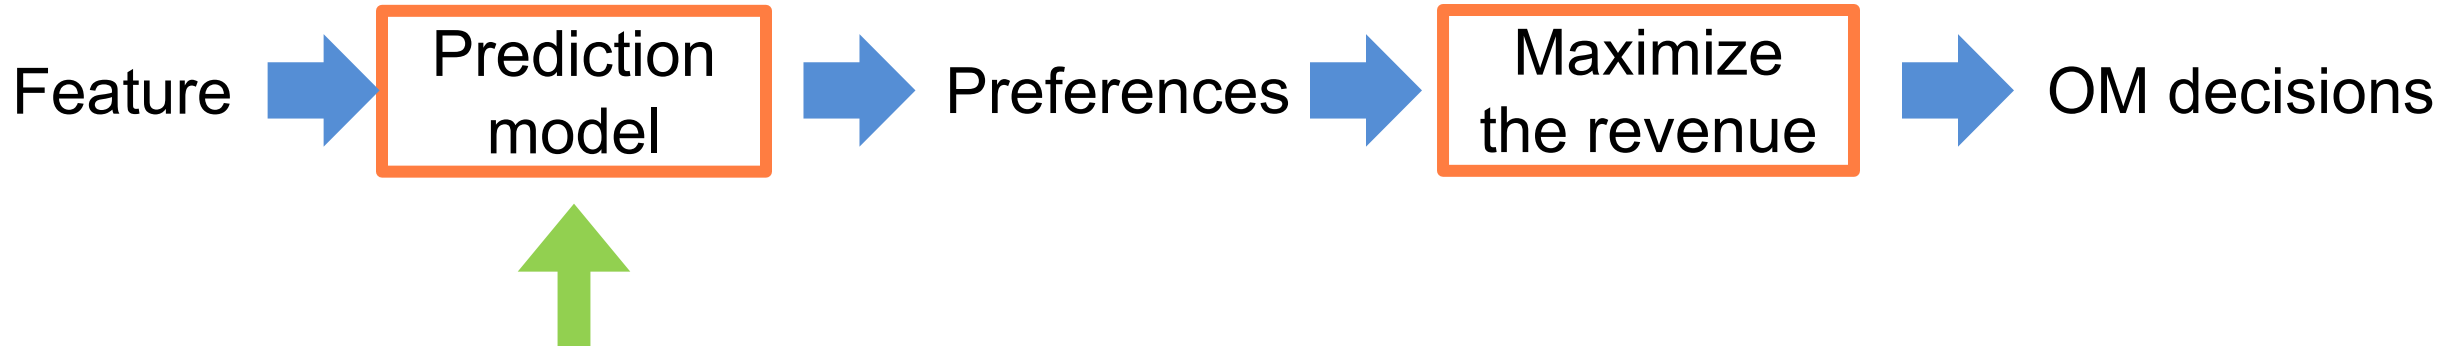 Feature
Prediction
model
Preferences
Maximize
the revenue
OM decisions